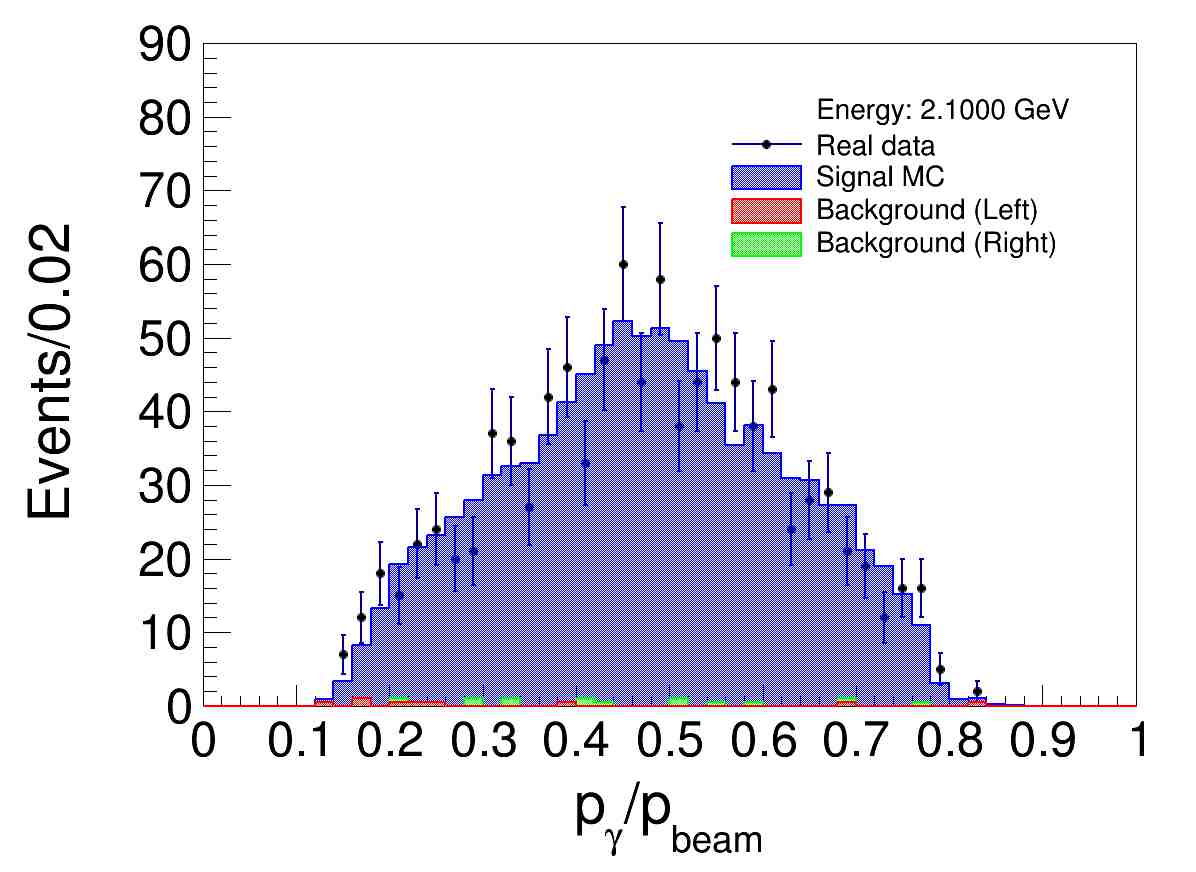 90
80
70
60
50
40
30
20
10
0
Events/0.02
Energy: 2.1000 GeV
Real data
Signal MC
Background (Left)
Background (Right)
0 0.1 0.2 0.3 0.4 0.5 0.6 0.7 0.8 0.9 1
pγ/pbeam